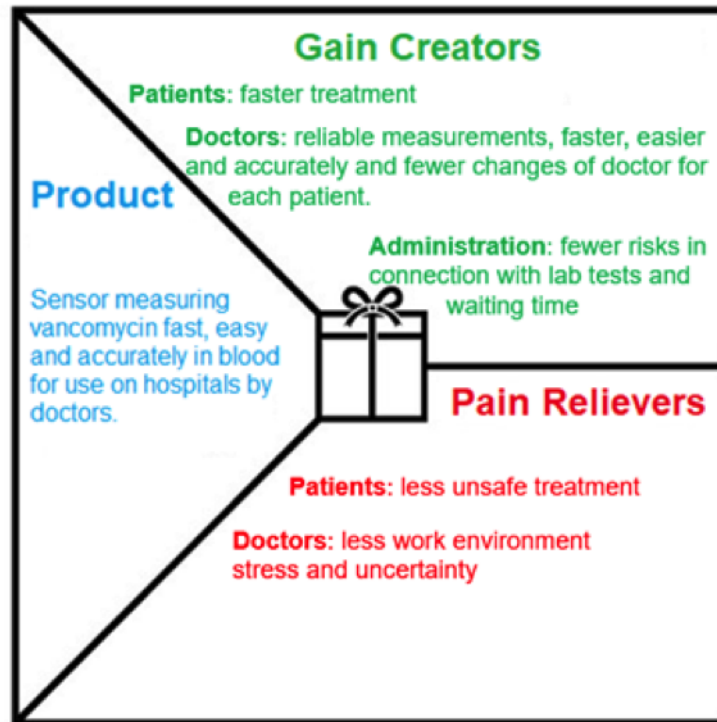 Gain Creators
Patients: faster treatment
Doctors: reliable measurements, faster, easier
and accurately and fewer changes of doctor for
each patient.
Administration: fewer risks in
connection with lab tests and
waiting time
Product
Sensor measuring
vancomycin fast, easy
and accurately in blood
for use on hospitals by
doctors.
Pain Relievers
Patients: less unsafe treatment
Doctors: less work environment
stress and uncertainty